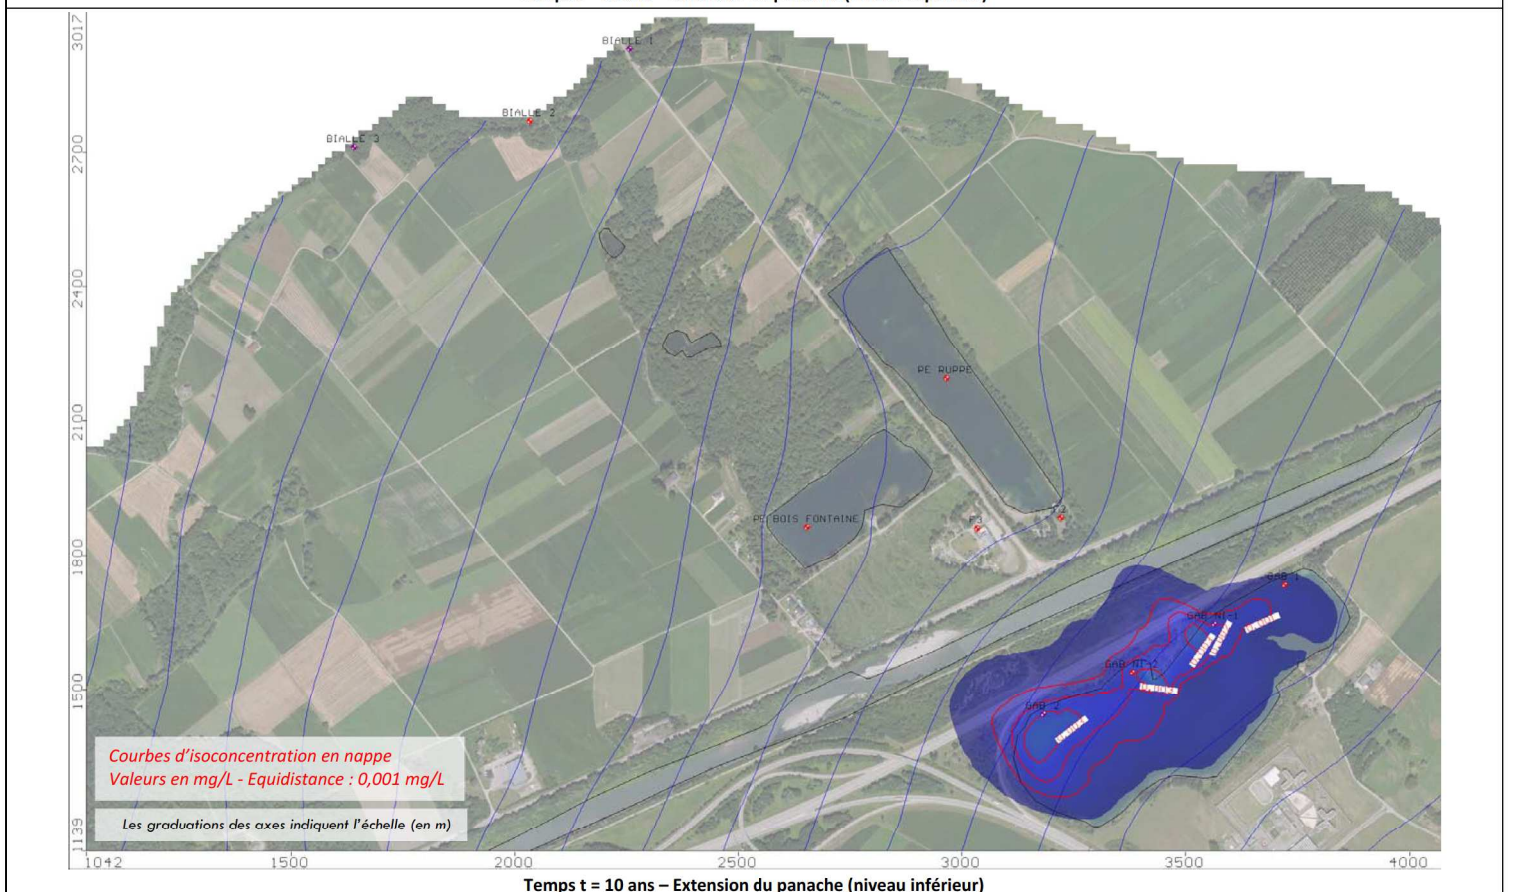 3017
BIALLE 1
BIALLE 2
BIALLE 3
2700
2400
PE RUPPE
2100
PE BOIS FONTAINE
P3
1800
GAB 1
GAB NT-1
GAB NT-2
1500
GAB 2
Courbes d'isoconcentration en nappe
Valeurs en mg/L - Equidistance : 0,001 mg/L
Les graduations des axes indiquent l'échelle (en m)
1139
1042
1500
2000
2500
3000
3500
4000
Temps t = 10 ans – Extension du panache (niveau inférieur)